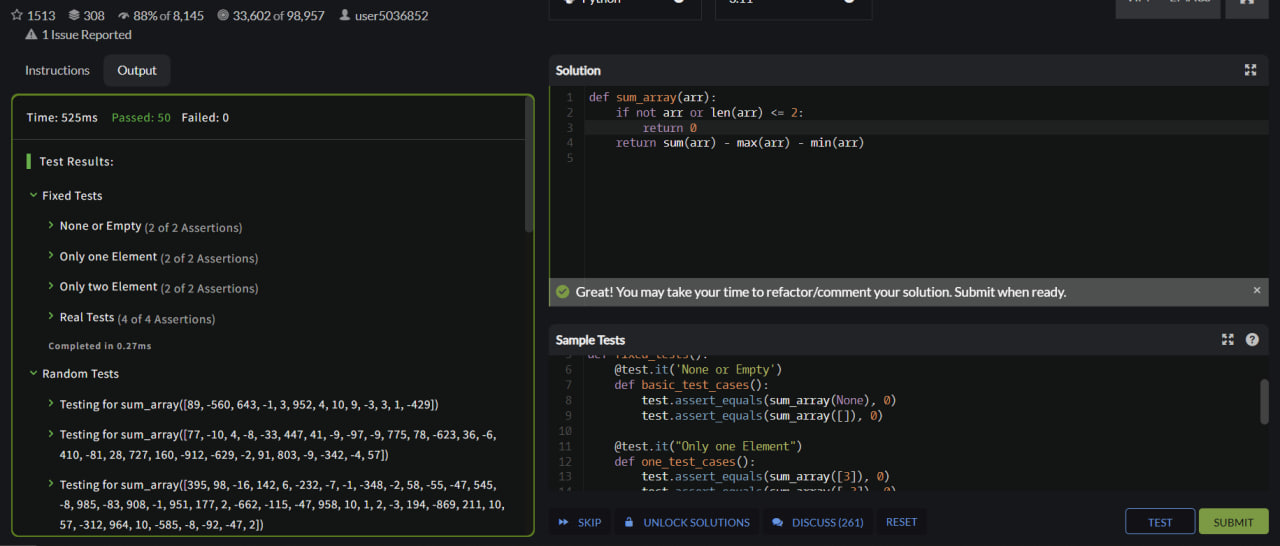 1513 308 88% of 8,145 33,602 of 98,957 user5036852
1 Issue Reported
Instructions Output
Time: 525ms Passed: 50 Failed: 0
Test Results:
Fixed Tests
None or Empty (2 of 2 Assertions)
Only one Element (2 of 2 Assertions)
Only two Element (2 of 2 Assertions)
Real Tests (4 of 4 Assertions)
Completed in 0.27ms
Random Tests
Testing for sum_array([89, -560, 643, -1, 3, 952, 4, 10, 9, -3, 3, 1, -429])
Testing for sum_array([77, -10, 4, -8, -33, 447, 41, -9, -97, -9, 775, 78, -623, 36, -6,
410, -81, 28, 727, 160, -912, -629, -2, 91, 803, -9, -342, -4, 57])
Testing for sum_array([395, 98, -16, 142, 6, -232, -7, -1, -348, -2, 58, -55, -47, 545,
-8, 985, -83, 908, -1, 951, 177, 2, -662, -115, -47, 958, 10, 1, 2, -3, 194, -869, 211, 10,
57, -312, 964, 10, -585, -8, -92, -47, 2])
Python 3.11
Solution
1 def sum_array(arr):
2 if not arr or len(arr) <= 2:
3 return 0
4 return sum(arr) - max(arr) - min(arr)
5
Great! You may take your time to refactor/comment your solution. Submit when ready.
Sample Tests
5 def fixed_tests():
6 @test.it('None or Empty')
7 def basic_test_cases():
8 test.assert_equals(sum_array(None), 0)
9 test.assert_equals(sum_array([]), 0)
10
11 @test.it("Only one Element")
12 def one_test_cases():
13 test.assert_equals(sum_array([3]), 0)
14 test.assert_equals(sum_array([-3]), 0)
SKIP UNLOCK SOLUTIONS DISCUSS (261) RESET TEST SUBMIT